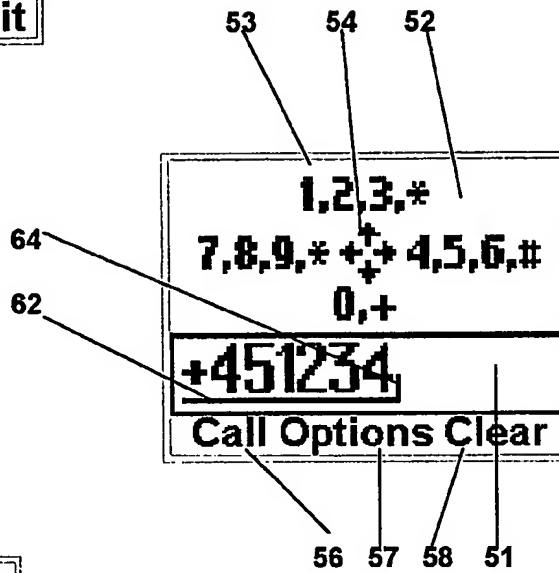 it
53 54 52
1,2,3,*
64
7,8,9,* 4,5,6,#
62
0,+
+451234
Call Options Clear
56 57 58 51